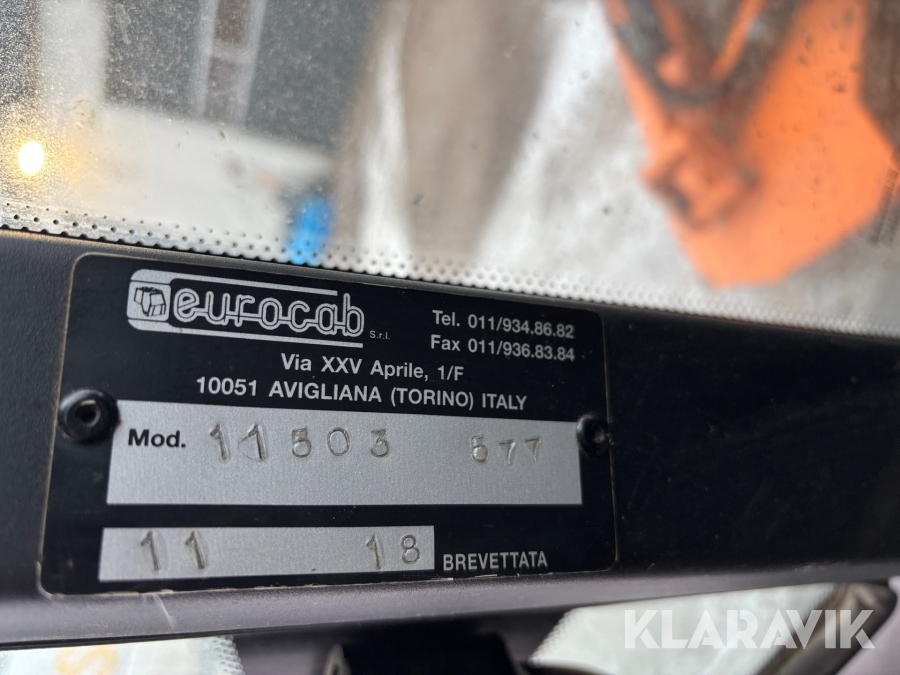 eurocab S.r.l.
Tel. 011/934.86.82
Fax 011/936.83.84
Via XXV Aprile, 1/F
10051 AVIGLIANA (TORINO) ITALY
Mod. 11503 577
11 18 BREVETTATA
KLARAVIK